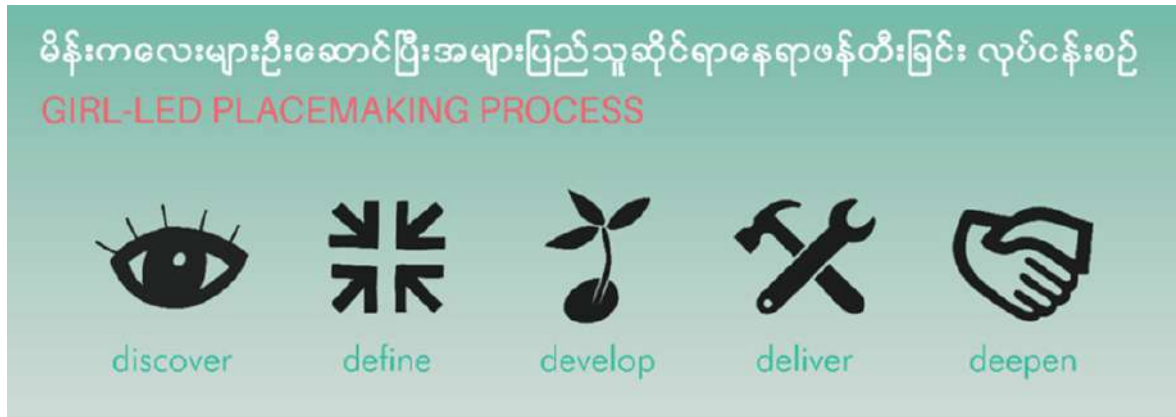 မိန်းကလေးများဦးဆောင်ပြီးအများပြည်သူဆိုင်ရာနေရာဖန်တီးခြင်း လုပ်ငန်းစဉ်
GIRL-LED PLACEMAKING PROCESS
discover define develop deliver deepen